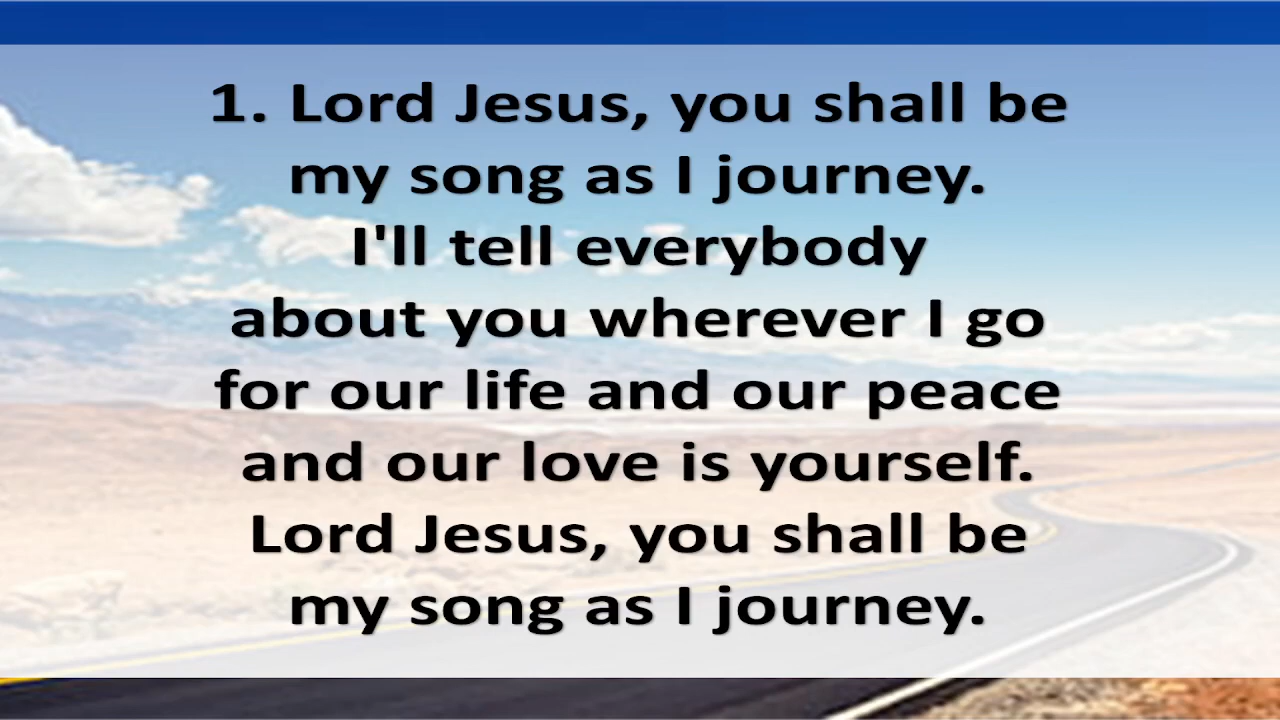 1. Lord Jesus, you shall be
my song as I journey.
I'll tell everybody
about you wherever I go
for our life and our peace
and our love is yourself.
Lord Jesus, you shall be
my song as I journey.